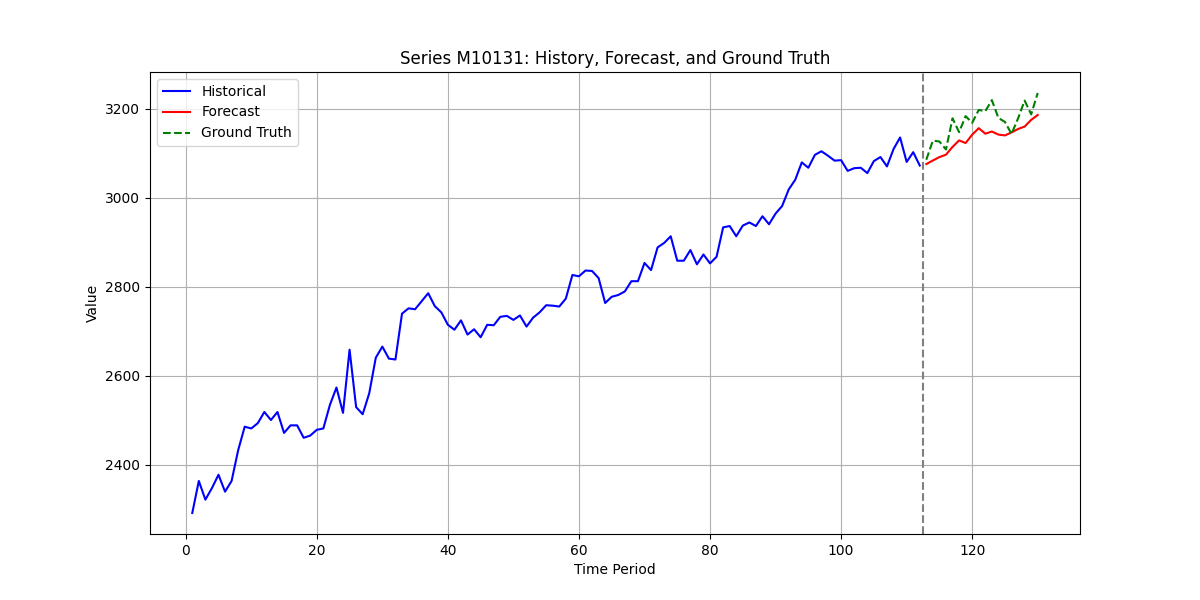 Series M10131: History, Forecast, and Ground Truth
Historical
Forecast
Ground Truth
Value
3200
3000
2800
2600
2400
0 20 40 60 80 100 120
Time Period